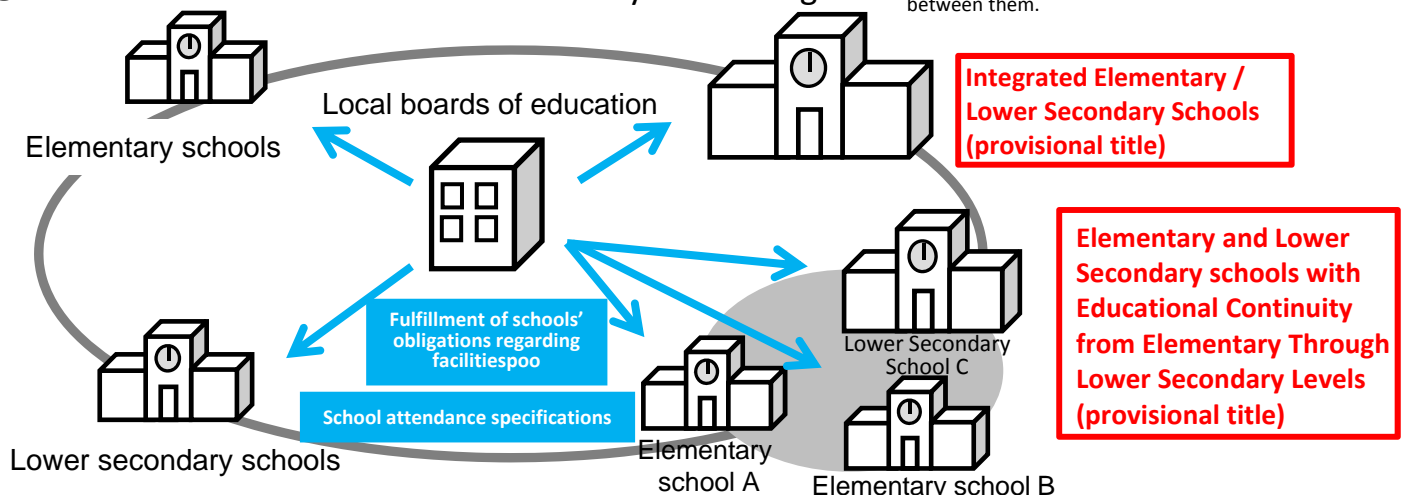 between them.
Local boards of education
Elementary schools
Integrated Elementary /
Lower Secondary Schools
(provisional title)
Elementary and Lower
Secondary schools with
Educational Continuity
from Elementary Through
Lower Secondary Levels
(provisional title)
Fulfillment of schools’
obligations regarding
facilitiespoo
School attendance specifications
Lower Secondary
School C
Lower secondary schools
Elementary
school A
Elementary school B